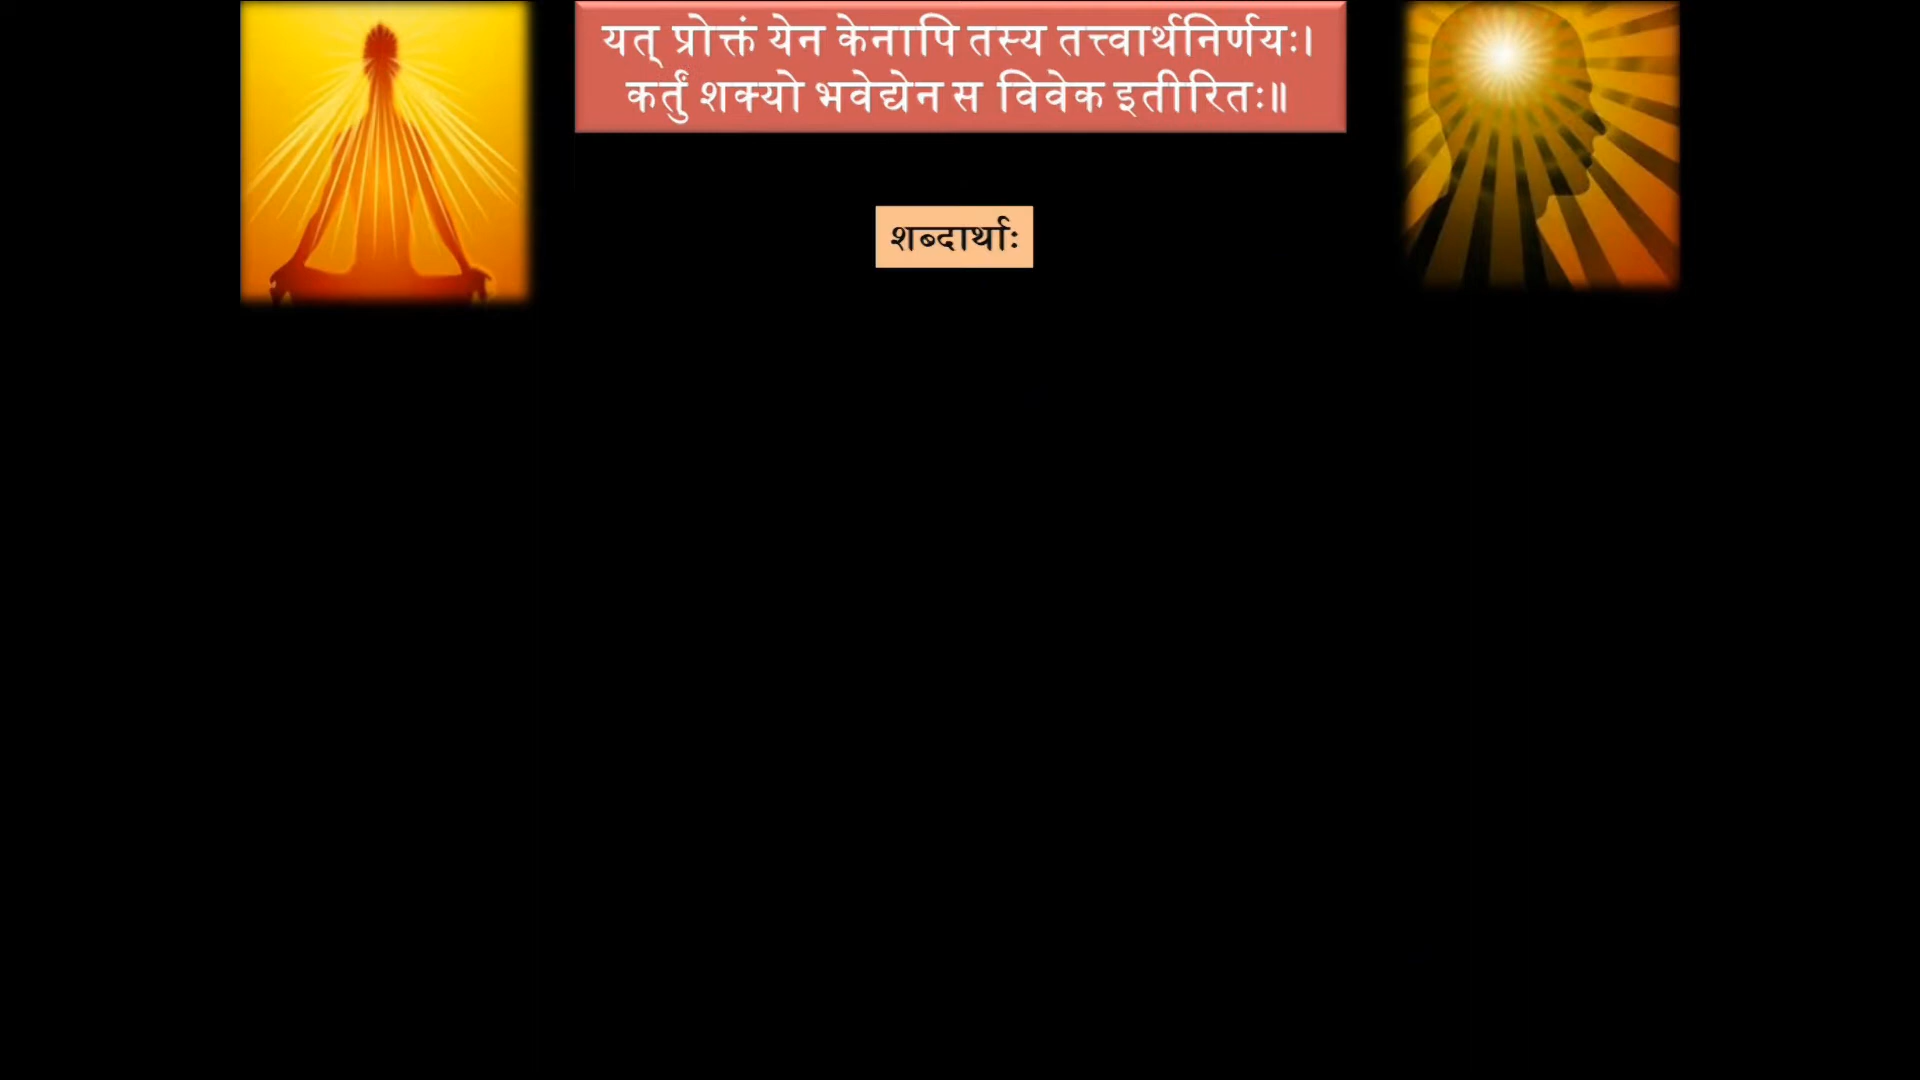 यत् प्रोक्तं येन केनापि तस्य तत्त्वार्थनिर्णयः।
कर्तुं शक्यो भवेद्येन स विवेक इतीरितः॥
शब्दार्थाः